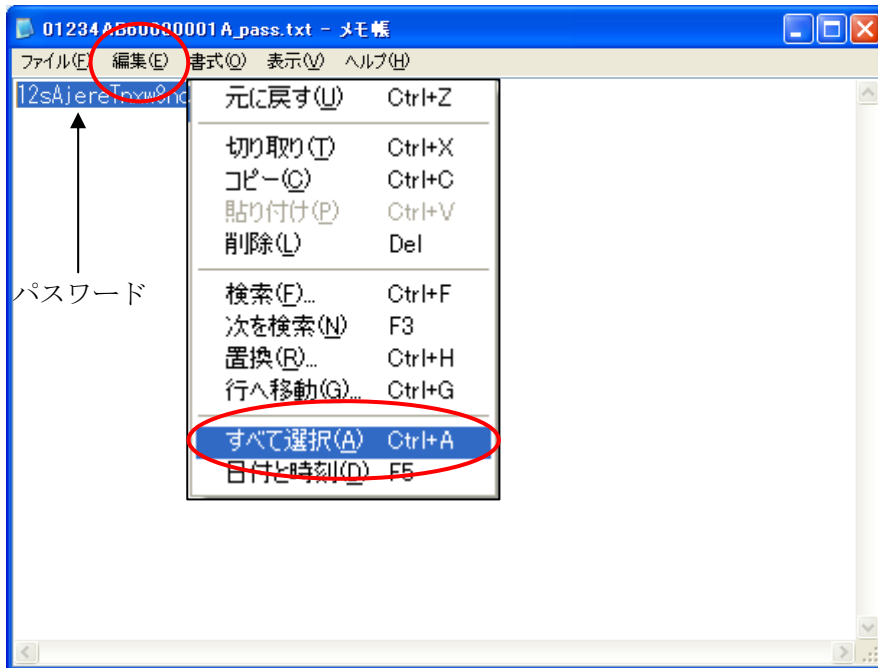 01234AB00000001A_pass.txt - メモ帳
ファイル(F) 編集(E) 書式(O) 表示(V) ヘルプ(H)
元に戻す(U) Ctrl+Z
切り取り(T) Ctrl+X
コピー(C) Ctrl+C
貼り付け(P) Ctrl+V
削除(L) Del
パスワード
検索(F)... Ctrl+F
次を検索(N) F3
置換(R)... Ctrl+H
行へ移動(G)... Ctrl+G
すべて選択(A) Ctrl+A
日付と時刻(D) F5